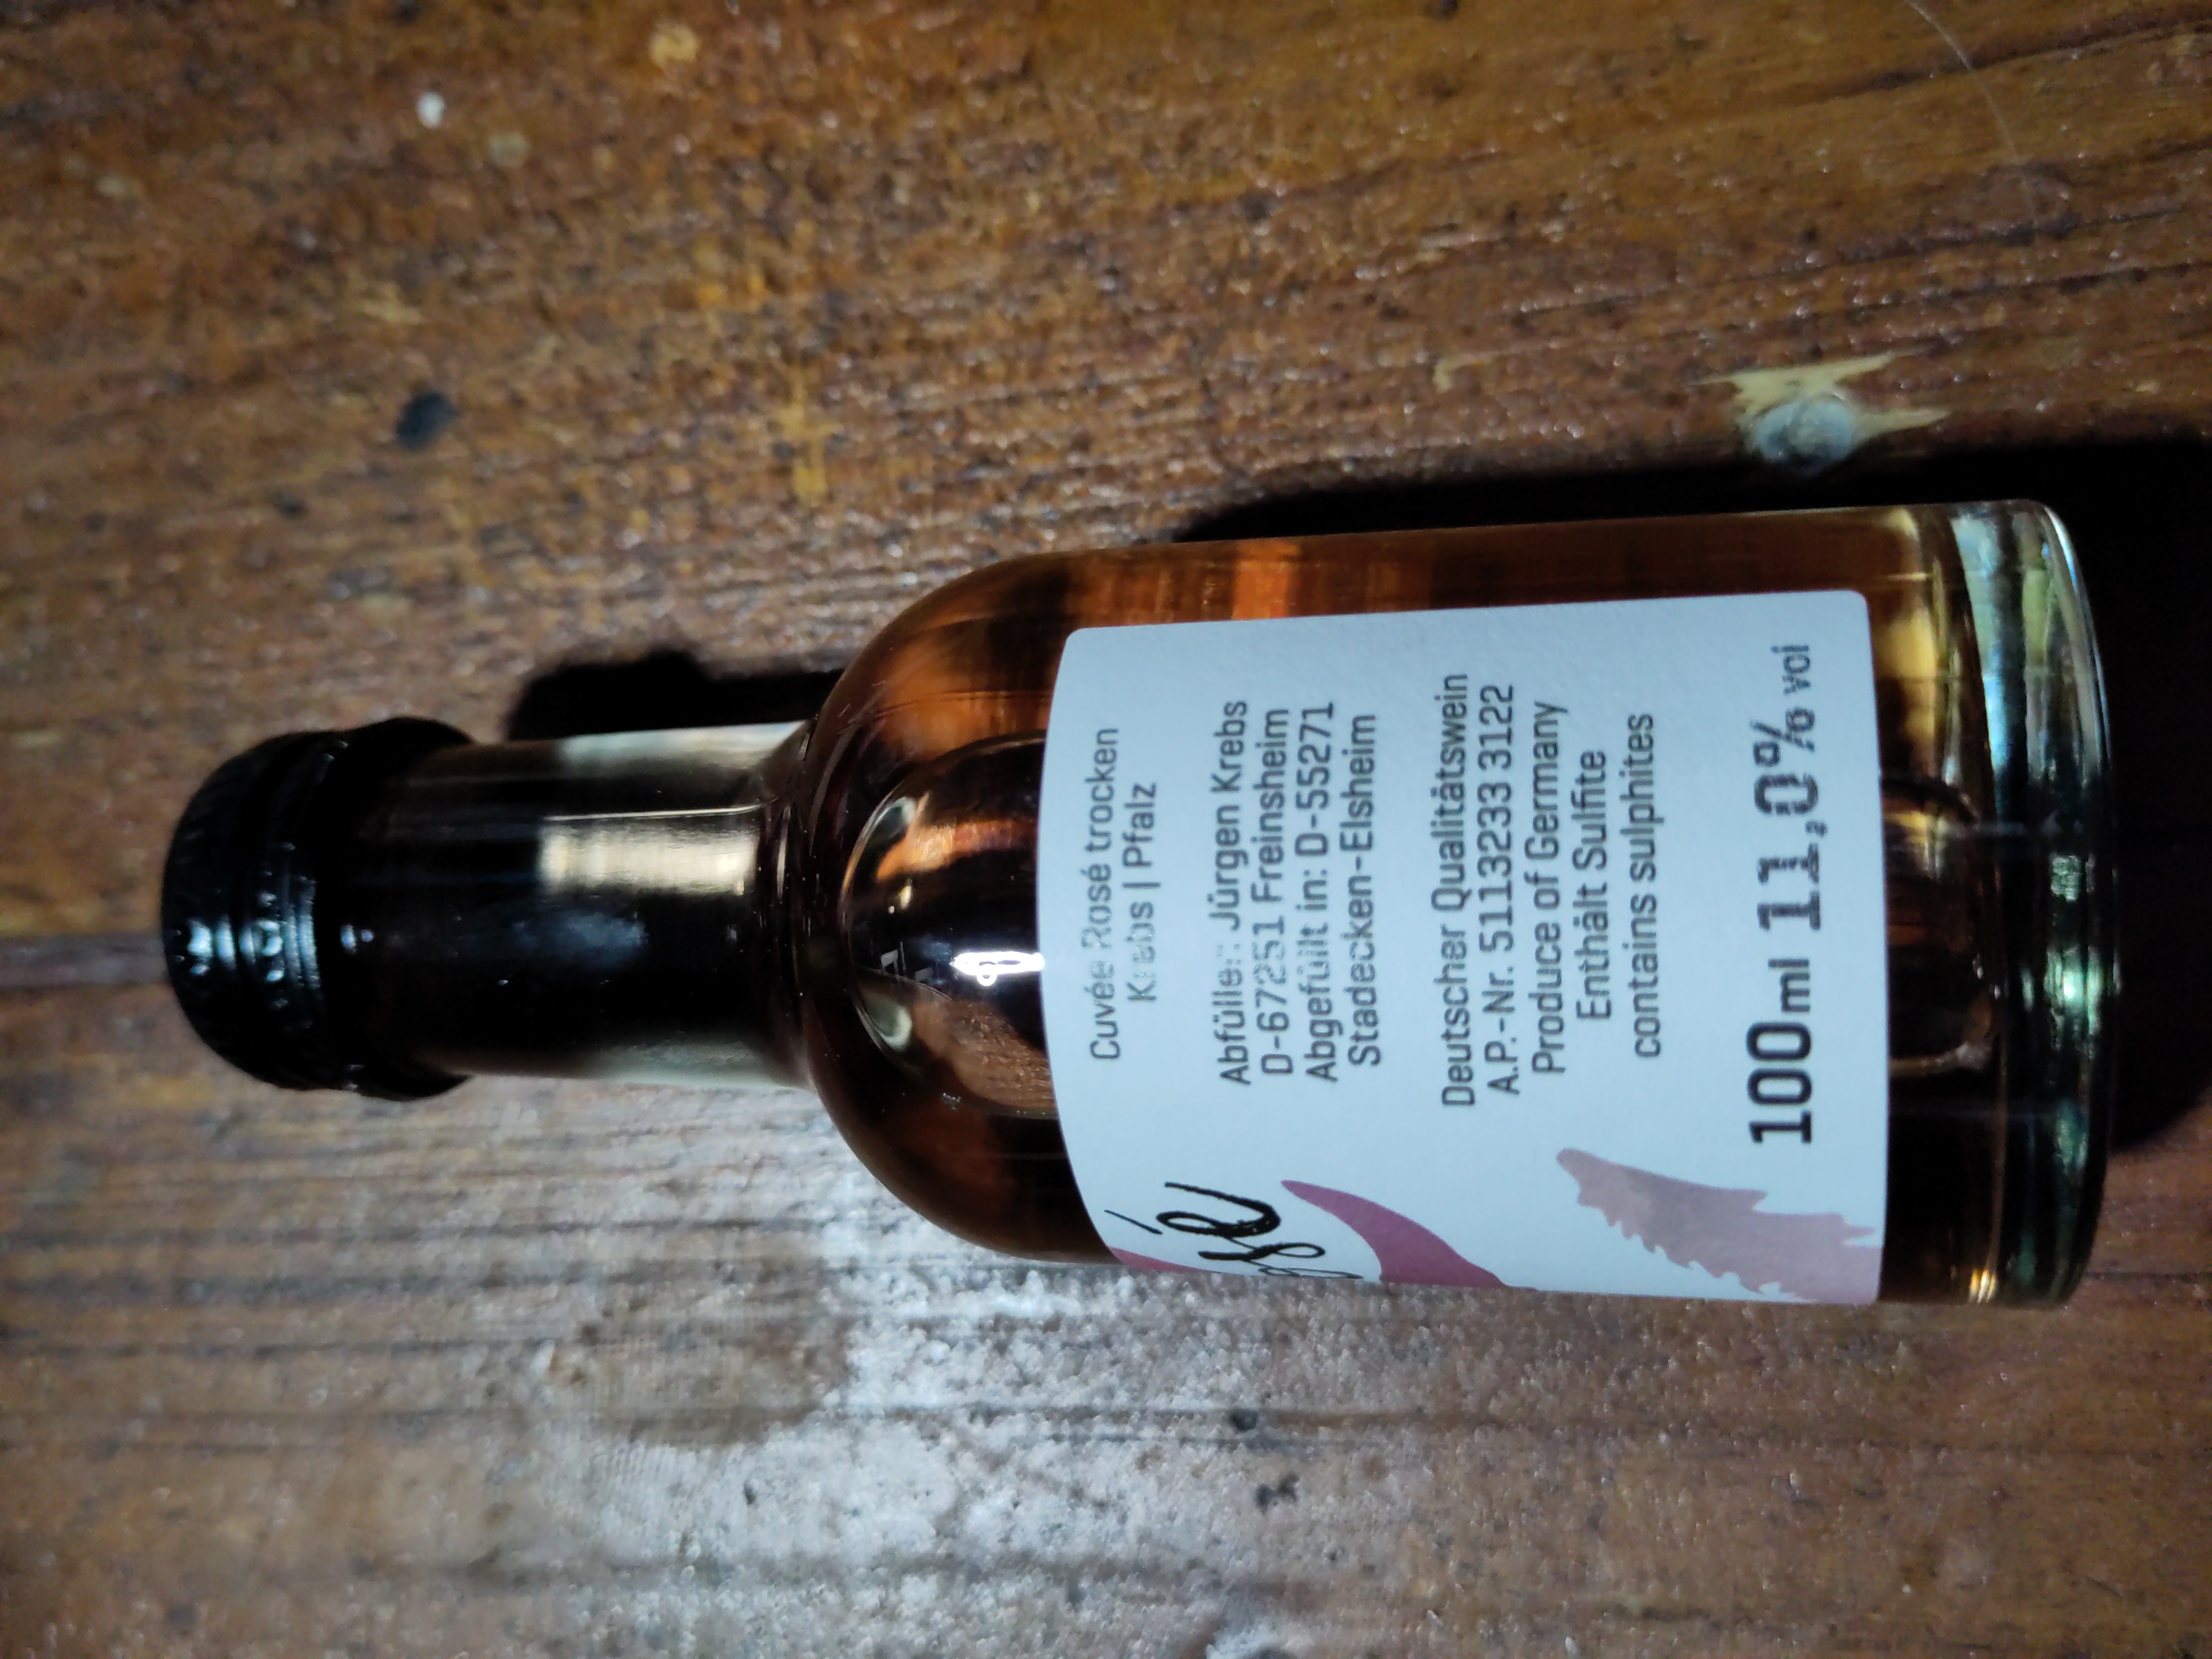 Cuvée Rosé trocken
Krebs | Pfalz
Abfüller: Jürgen Krebs
D-67251 Freinsheim
Abgefüllt in: D-55271
Stadecken-Elsheim
Deutscher Qualitätswein
A.P.-Nr. 5113233 3122
Produce of Germany
Enthält Sulfite
contains sulphites
100ml 11,0% vol